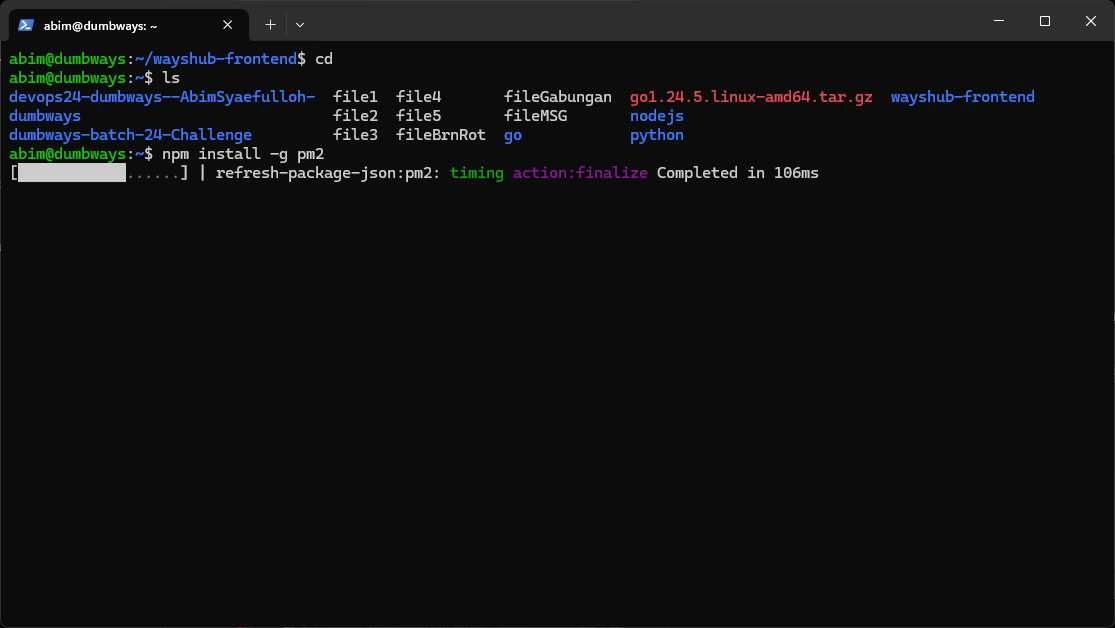 abim@dumbways: ~
abim@dumbways:~/wayshub-frontend$ cd
abim@dumbways:~$ ls
devops24-dumbways--AbimSyaefulloh-  file1  file4       fileGabungan  go1.24.5.linux-amd64.tar.gz  wayshub-frontend
dumbways                            file2  file5       fileMSG       nodejs
dumbways-batch-24-Challenge         file3  fileBrnRot  go            python
abim@dumbways:~$ npm install -g pm2
[            ......] | refresh-package-json:pm2: timing action:finalize Completed in 106ms